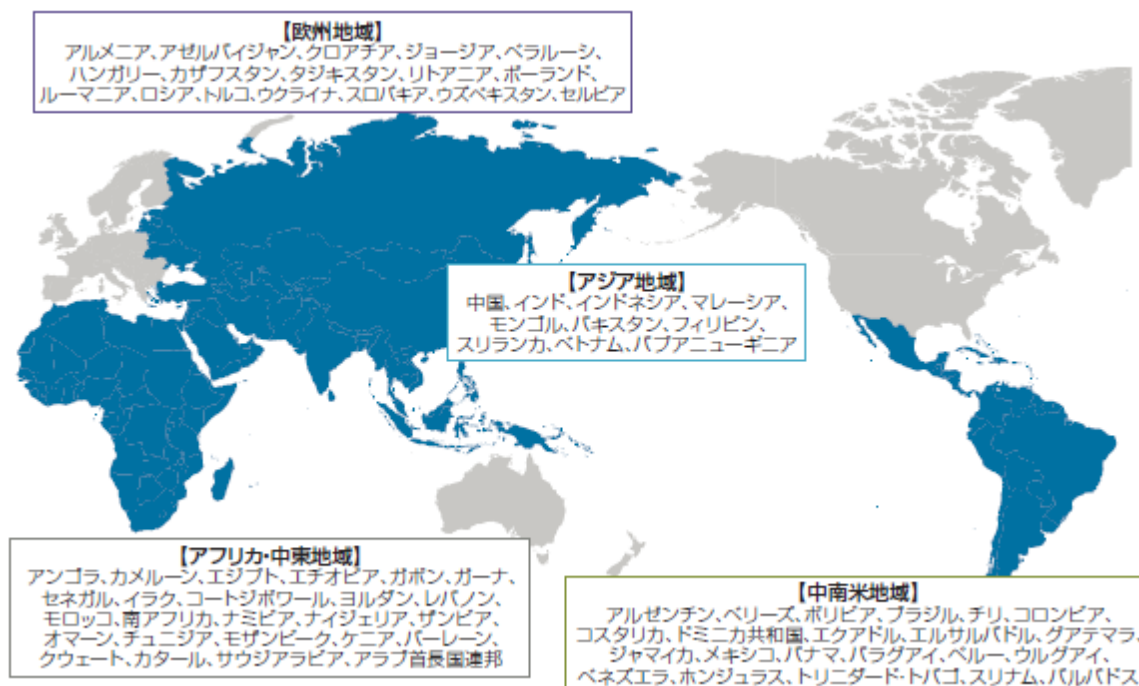 【欧州地域】
アルメニア、アゼルバイジャン、クロアチア、ジョージア、ベラルーシ、
ハンガリー、カザフスタン、タジキスタン、リトアニア、ポーランド、
ルーマニア、ロシア、トルコ、ウクライナ、スロバキア、ウズベキスタン、セルビア
【アジア地域】
中国、インド、インドネシア、マレーシア、
モンゴル、パキスタン、フィリピン、
スリランカ、ベトナム、パプアニューギニア
【アフリカ・中東地域】
アンゴラ、カメルーン、エジプト、エチオピア、ガボン、ガーナ、
セネガル、イラク、コートジボワール、ヨルダン、レバノン、
モロッコ、南アフリカ、ナミビア、ナイジェリア、ザンビア、
オマーン、チュニジア、モザンビーク、ケニア、バーレーン、
クウェート、カタール、サウジアラビア、アラブ首長国連邦
【中南米地域】
アルゼンチン、ベリーズ、ボリビア、ブラジル、チリ、コロンビア、
コスタリカ、ドミニカ共和国、エクアドル、エルサルバドル、グアテマラ、
ジャマイカ、メキシコ、パナマ、パラグアイ、ペルー、ウルグアイ、
ベネズエラ、ホンジュラス、トリニダード・トバゴ、スリナム、バルバドス